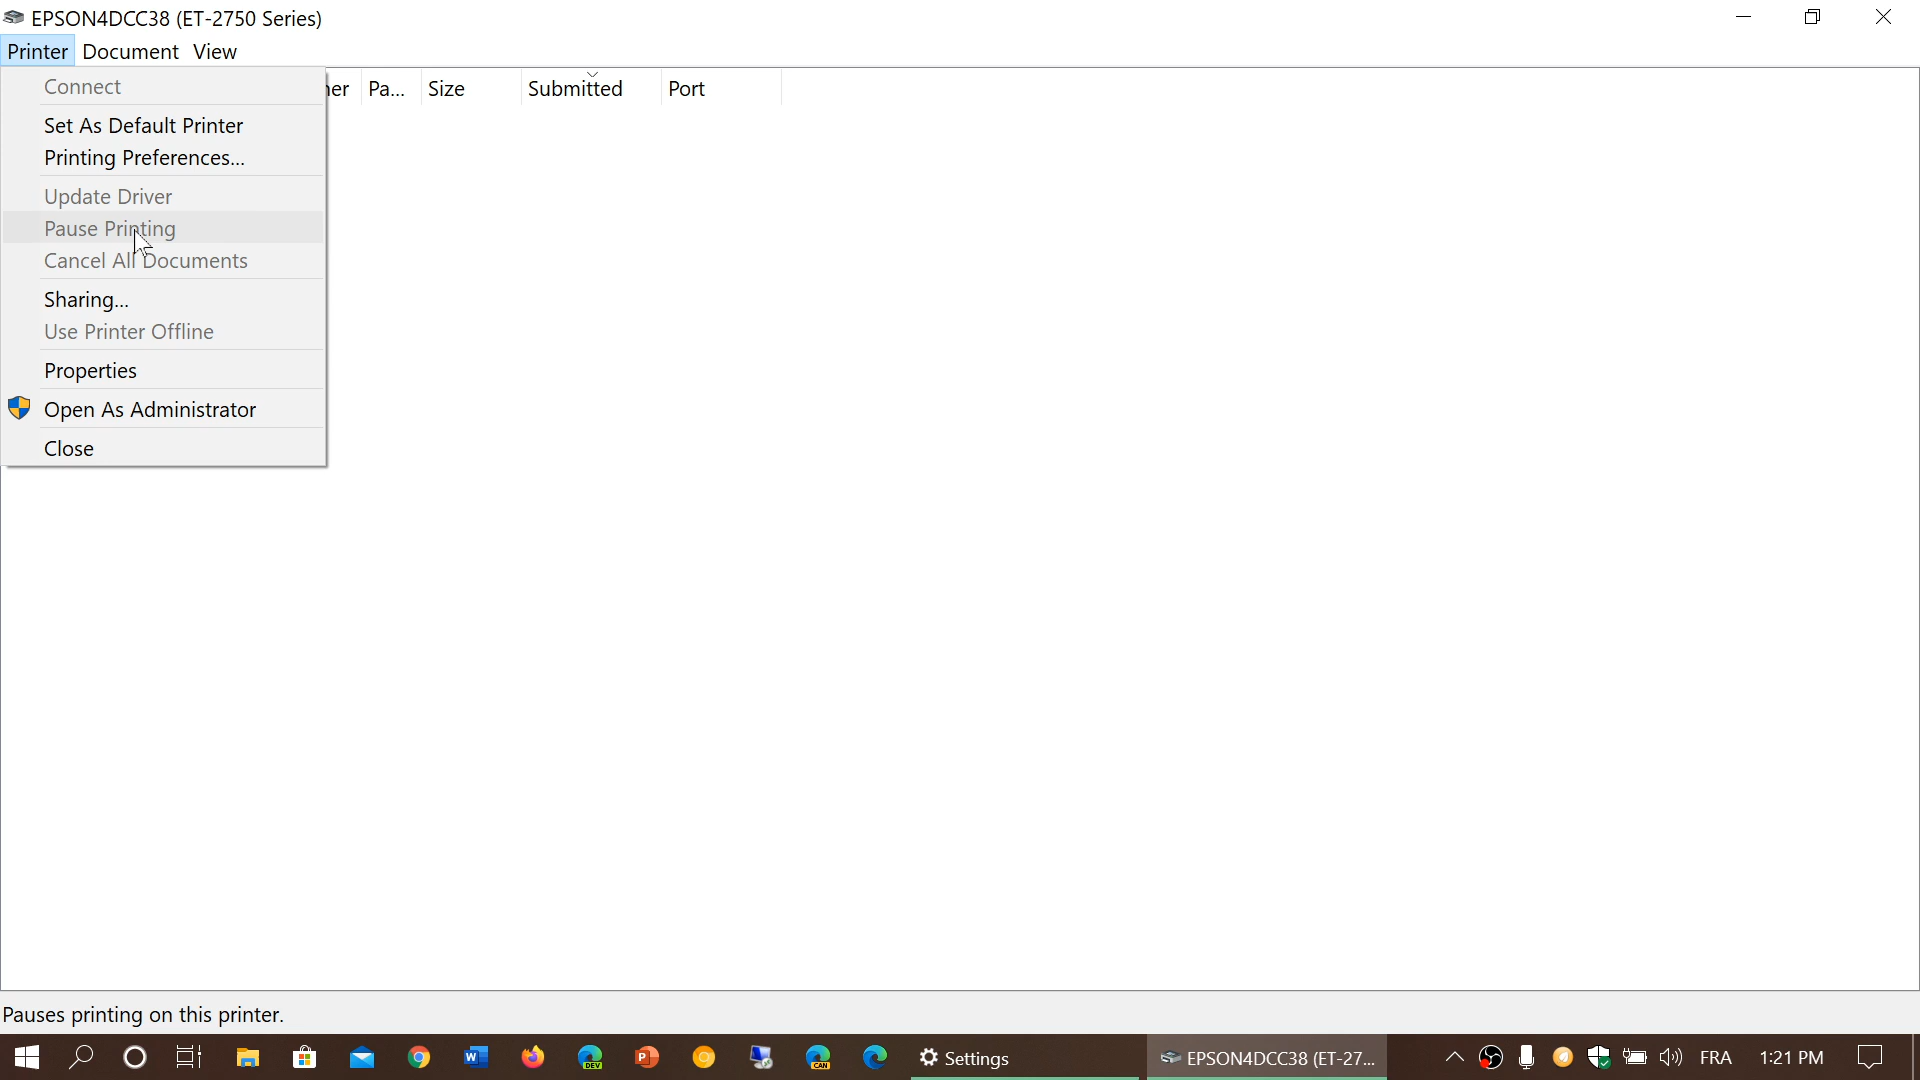 EPSON4DCC38 (ET-2750 Series)
Printer Document View
Connect
Pa... Size Submitted Port
Set As Default Printer
Printing Preferences...
Update Driver
Pause Printing
Cancel All Documents
Sharing...
Use Printer Offline
Properties
Open As Administrator
Close
Pauses printing on this printer.
DEV
CAN
Settings
EPSON4DCC38 (ET-27...
FRA
1:21 PM